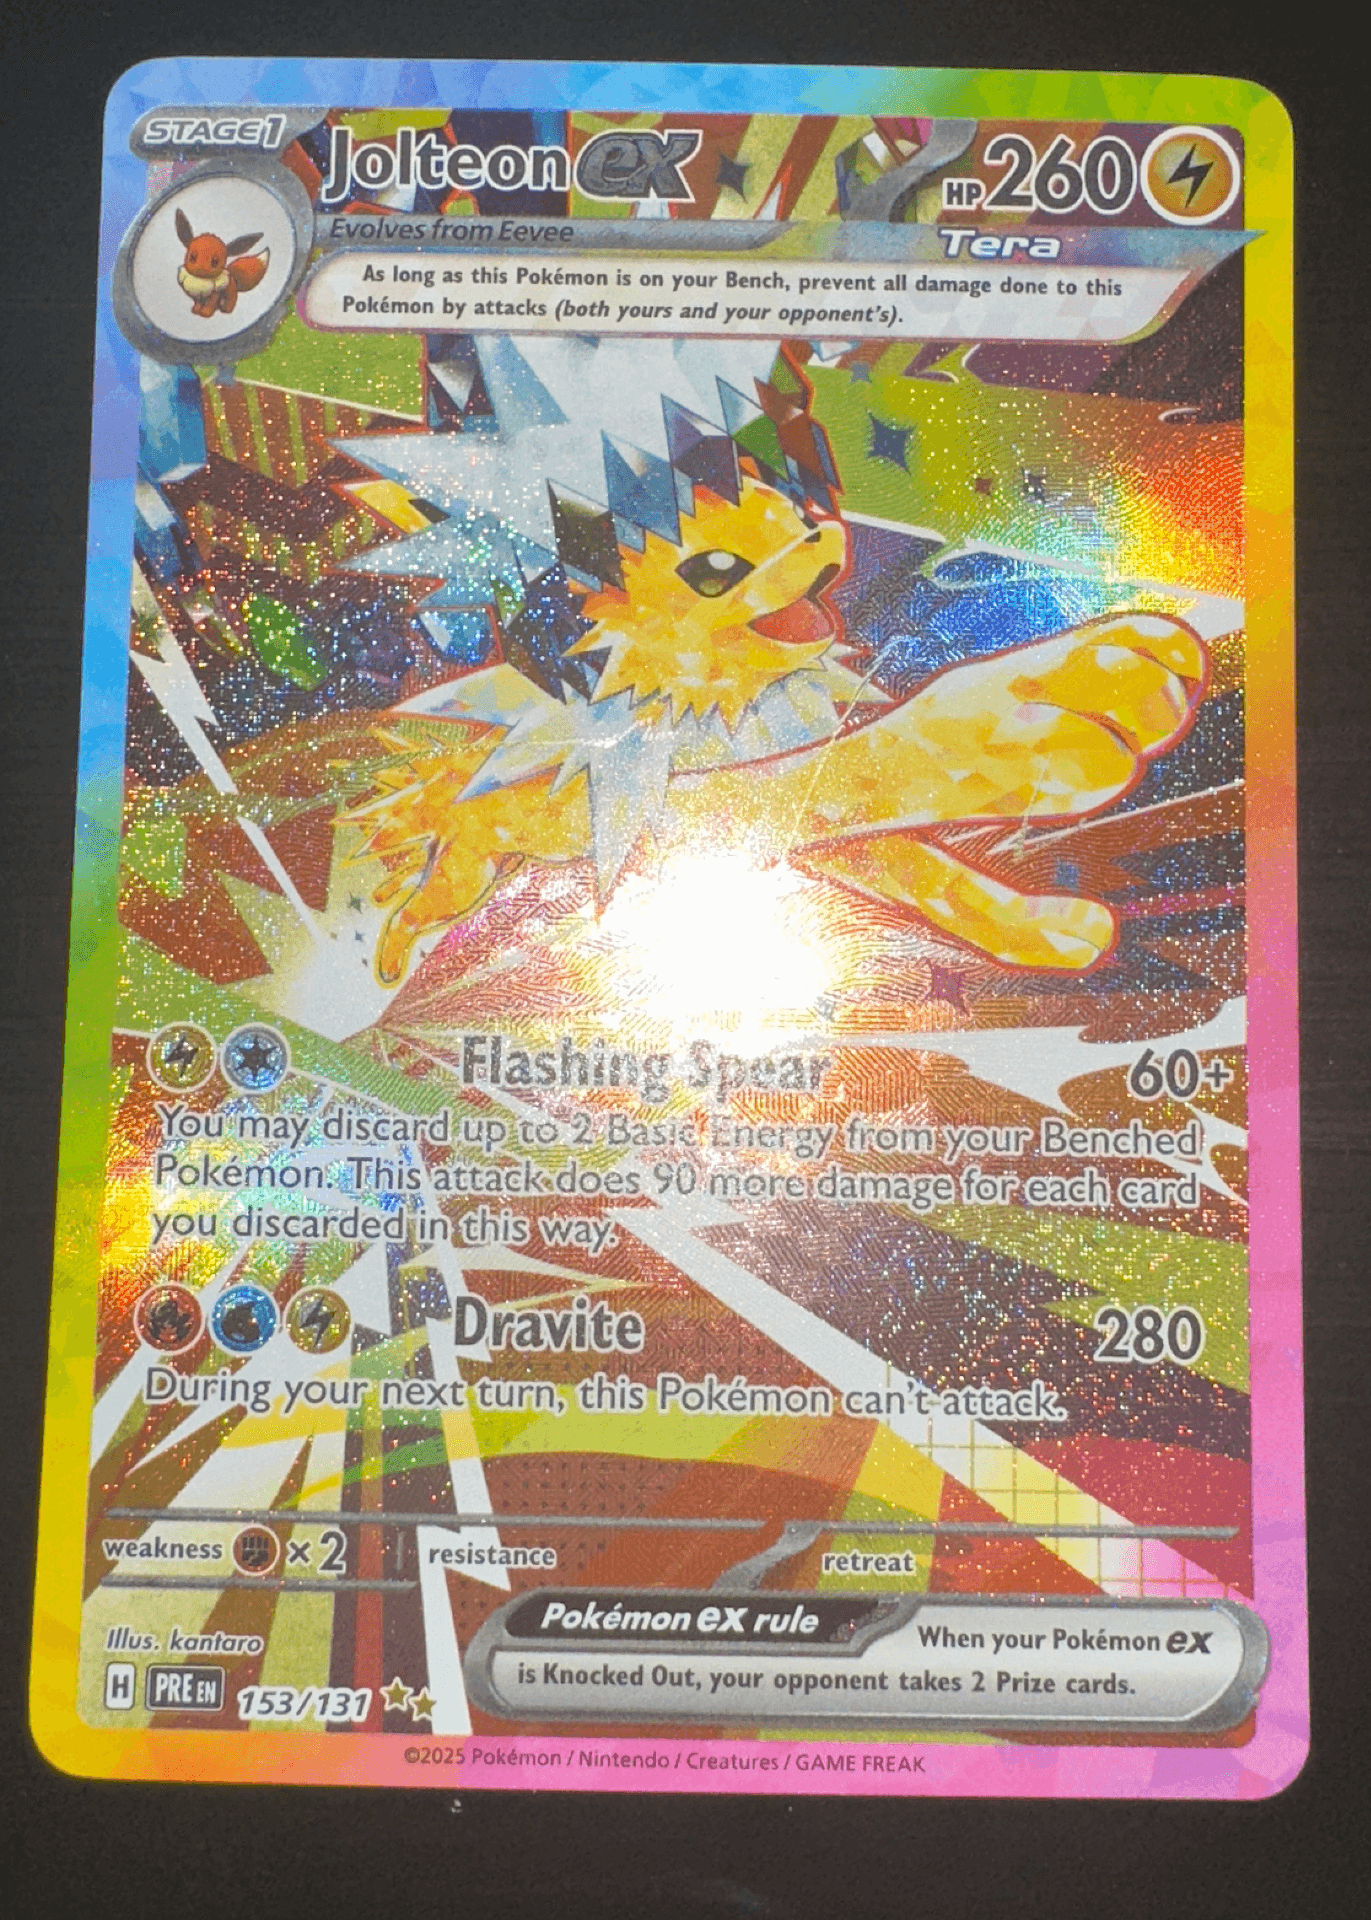 STAGE1
Jolteon ex HP 260
Evolves from Eevee
Tera
As long as this Pokémon is on your Bench, prevent all damage done to this
Pokémon by attacks (both yours and your opponent's).
Flashing Spear 60+
You may discard up to 2 Basic Energy from your Benched
Pokémon. This attack does 90 more damage for each card
you discarded in this way.
Dravite 280
During your next turn, this Pokémon can't attack.
weakness ×2 resistance retreat
Pokémon ex rule When your Pokémon ex
is Knocked Out, your opponent takes 2 Prize cards.
Illus. kantaro
H PRE EN 153/131
©2025 Pokémon / Nintendo / Creatures / GAME FREAK